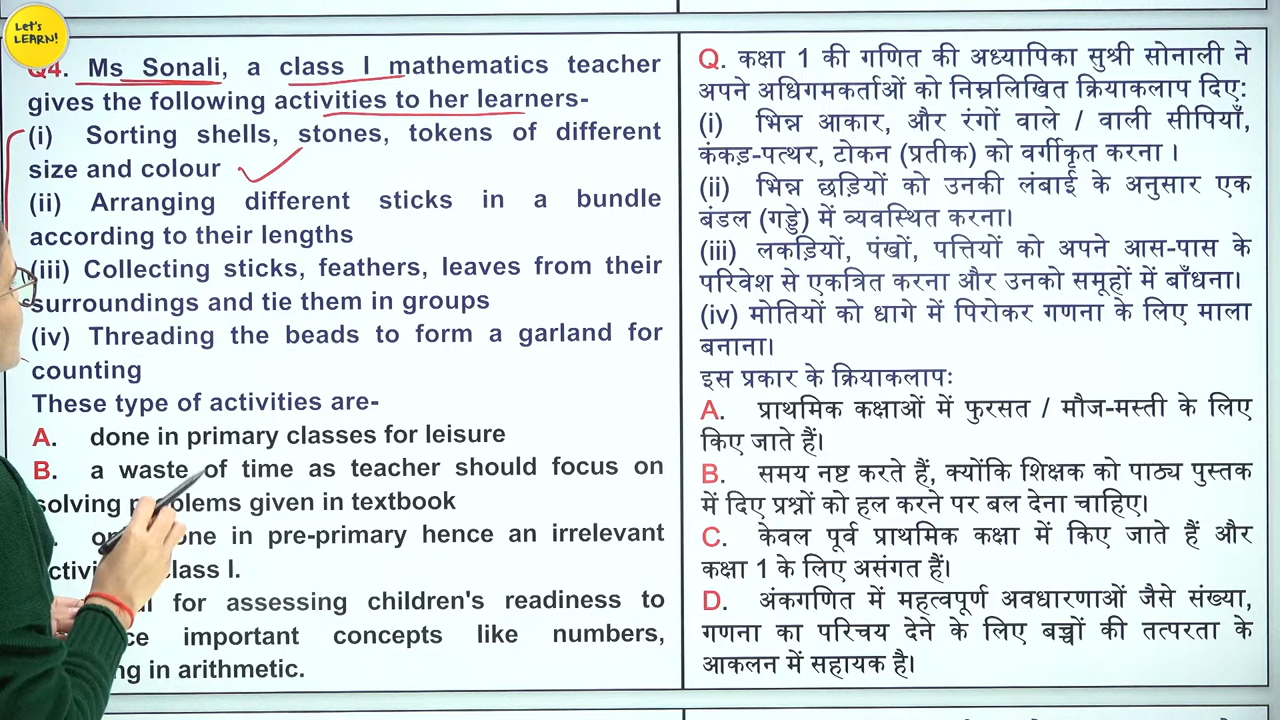 Let's
LEARN!
Q4. Ms Sonali, a class I mathematics teacher
gives the following activities to her learners-
(i) Sorting shells, stones, tokens of different
size and colour
(ii) Arranging different sticks in a bundle
according to their lengths
(iii) Collecting sticks, feathers, leaves from their
surroundings and tie them in groups
(iv) Threading the beads to form a garland for
counting
These type of activities are-
A. done in primary classes for leisure
B. a waste of time as teacher should focus on
solving problems given in textbook
in pre-primary hence an irrelevant
class I.
for assessing children's readiness to
important concepts like numbers,
in arithmetic.
Q. कक्षा 1 की गणित की अध्यापिका सुश्री सोनाली ने
अपने अधिगमकर्ताओं को निम्नलिखित क्रियाकलाप दिए:
(i) भिन्न आकार, और रंगों वाले / वाली सीपियाँ,
कंकड़-पत्थर, टोकन (प्रतीक) को वर्गीकृत करना ।
(ii) भिन्न छड़ियों को उनकी लंबाई के अनुसार एक
बंडल (गड्डे) में व्यवस्थित करना।
(iii) लकड़ियों, पंखों, पत्तियों को अपने आस-पास के
परिवेश से एकत्रित करना और उनको समूहों में बाँधना।
(iv) मोतियों को धागे में पिरोकर गणना के लिए माला
बनाना।
इस प्रकार के क्रियाकलाप:
A. प्राथमिक कक्षाओं में फुरसत / मौज-मस्ती के लिए
किए जाते हैं।
B. समय नष्ट करते हैं, क्योंकि शिक्षक को पाठ्य पुस्तक
में दिए प्रश्नों को हल करने पर बल देना चाहिए।
C. केवल पूर्व प्राथमिक कक्षा में किए जाते हैं और
कक्षा 1 के लिए असंगत हैं।
D. अंकगणित में महत्वपूर्ण अवधारणाओं जैसे संख्या,
गणना का परिचय देने के लिए बच्चों की तत्परता के
आकलन में सहायक है।